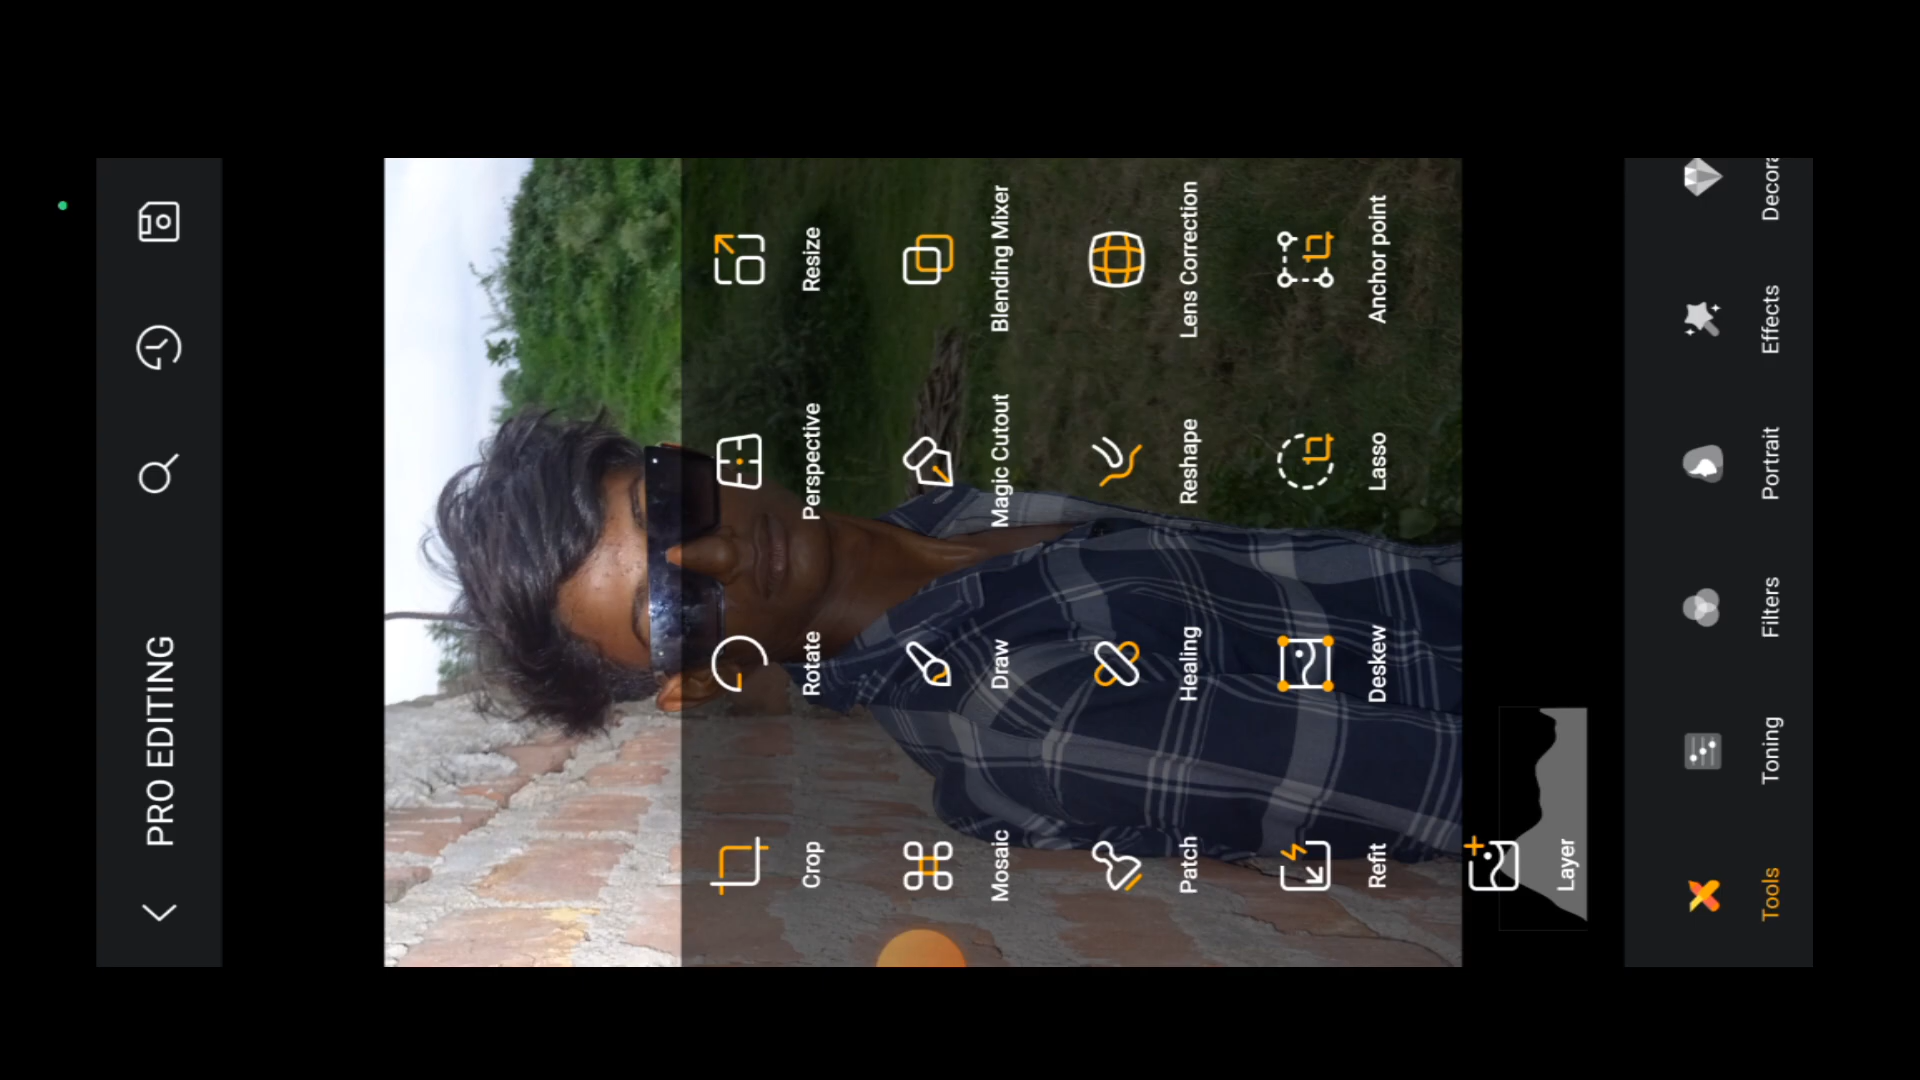 PRO EDITING
Crop
Rotate
Perspective
Resize
Mosaic
Draw
Magic Cutout
Blending Mixer
Patch
Healing
Reshape
Lens Correction
Refit
Deskew
Lasso
Anchor point
Layer
Tools
Toning
Filters
Portrait
Effects
Decora